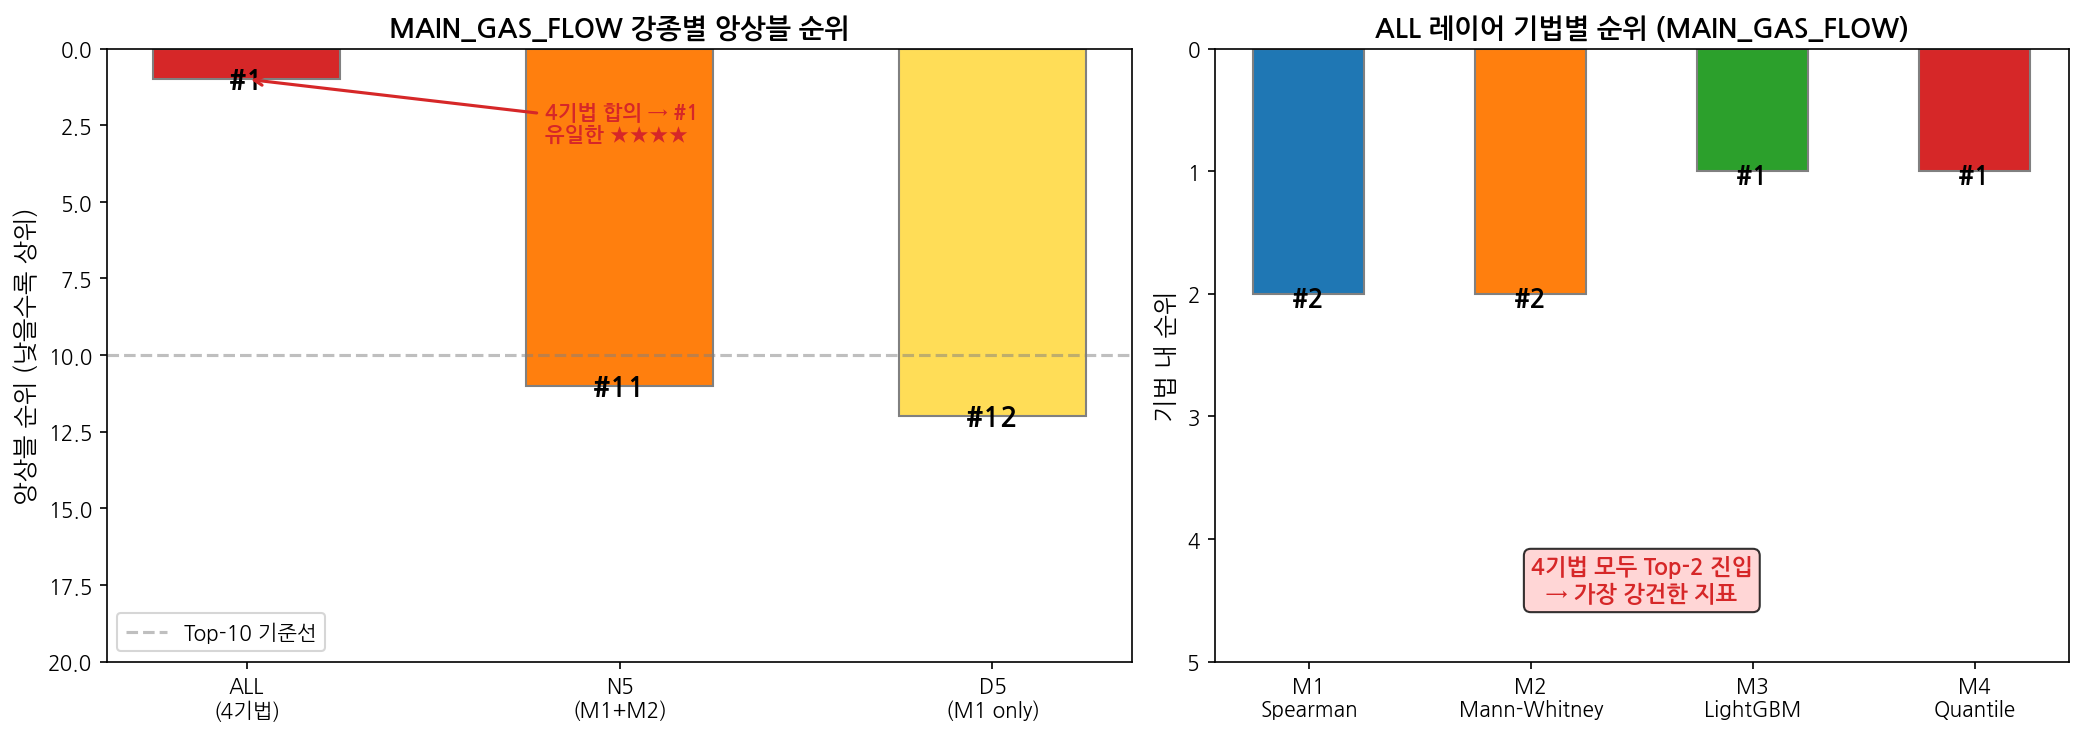 MAIN_GAS_FLOW 강종별 앙상블 순위
앙상블 순위 (낮을수록 상위)
0.0
2.5
5.0
7.5
10.0
12.5
15.0
17.5
20.0
#1
#11
#12
4기법 합의 → #1
유일한 ★★★★
Top-10 기준선
ALL
(4기법)
N5
(M1+M2)
D5
(M1 only)
ALL 레이어 기법별 순위 (MAIN_GAS_FLOW)
기법 내 순위
0
1
2
3
4
5
#2
#2
#1
#1
4기법 모두 Top-2 진입
→ 가장 강건한 지표
M1
Spearman
M2
Mann-Whitney
M3
LightGBM
M4
Quantile